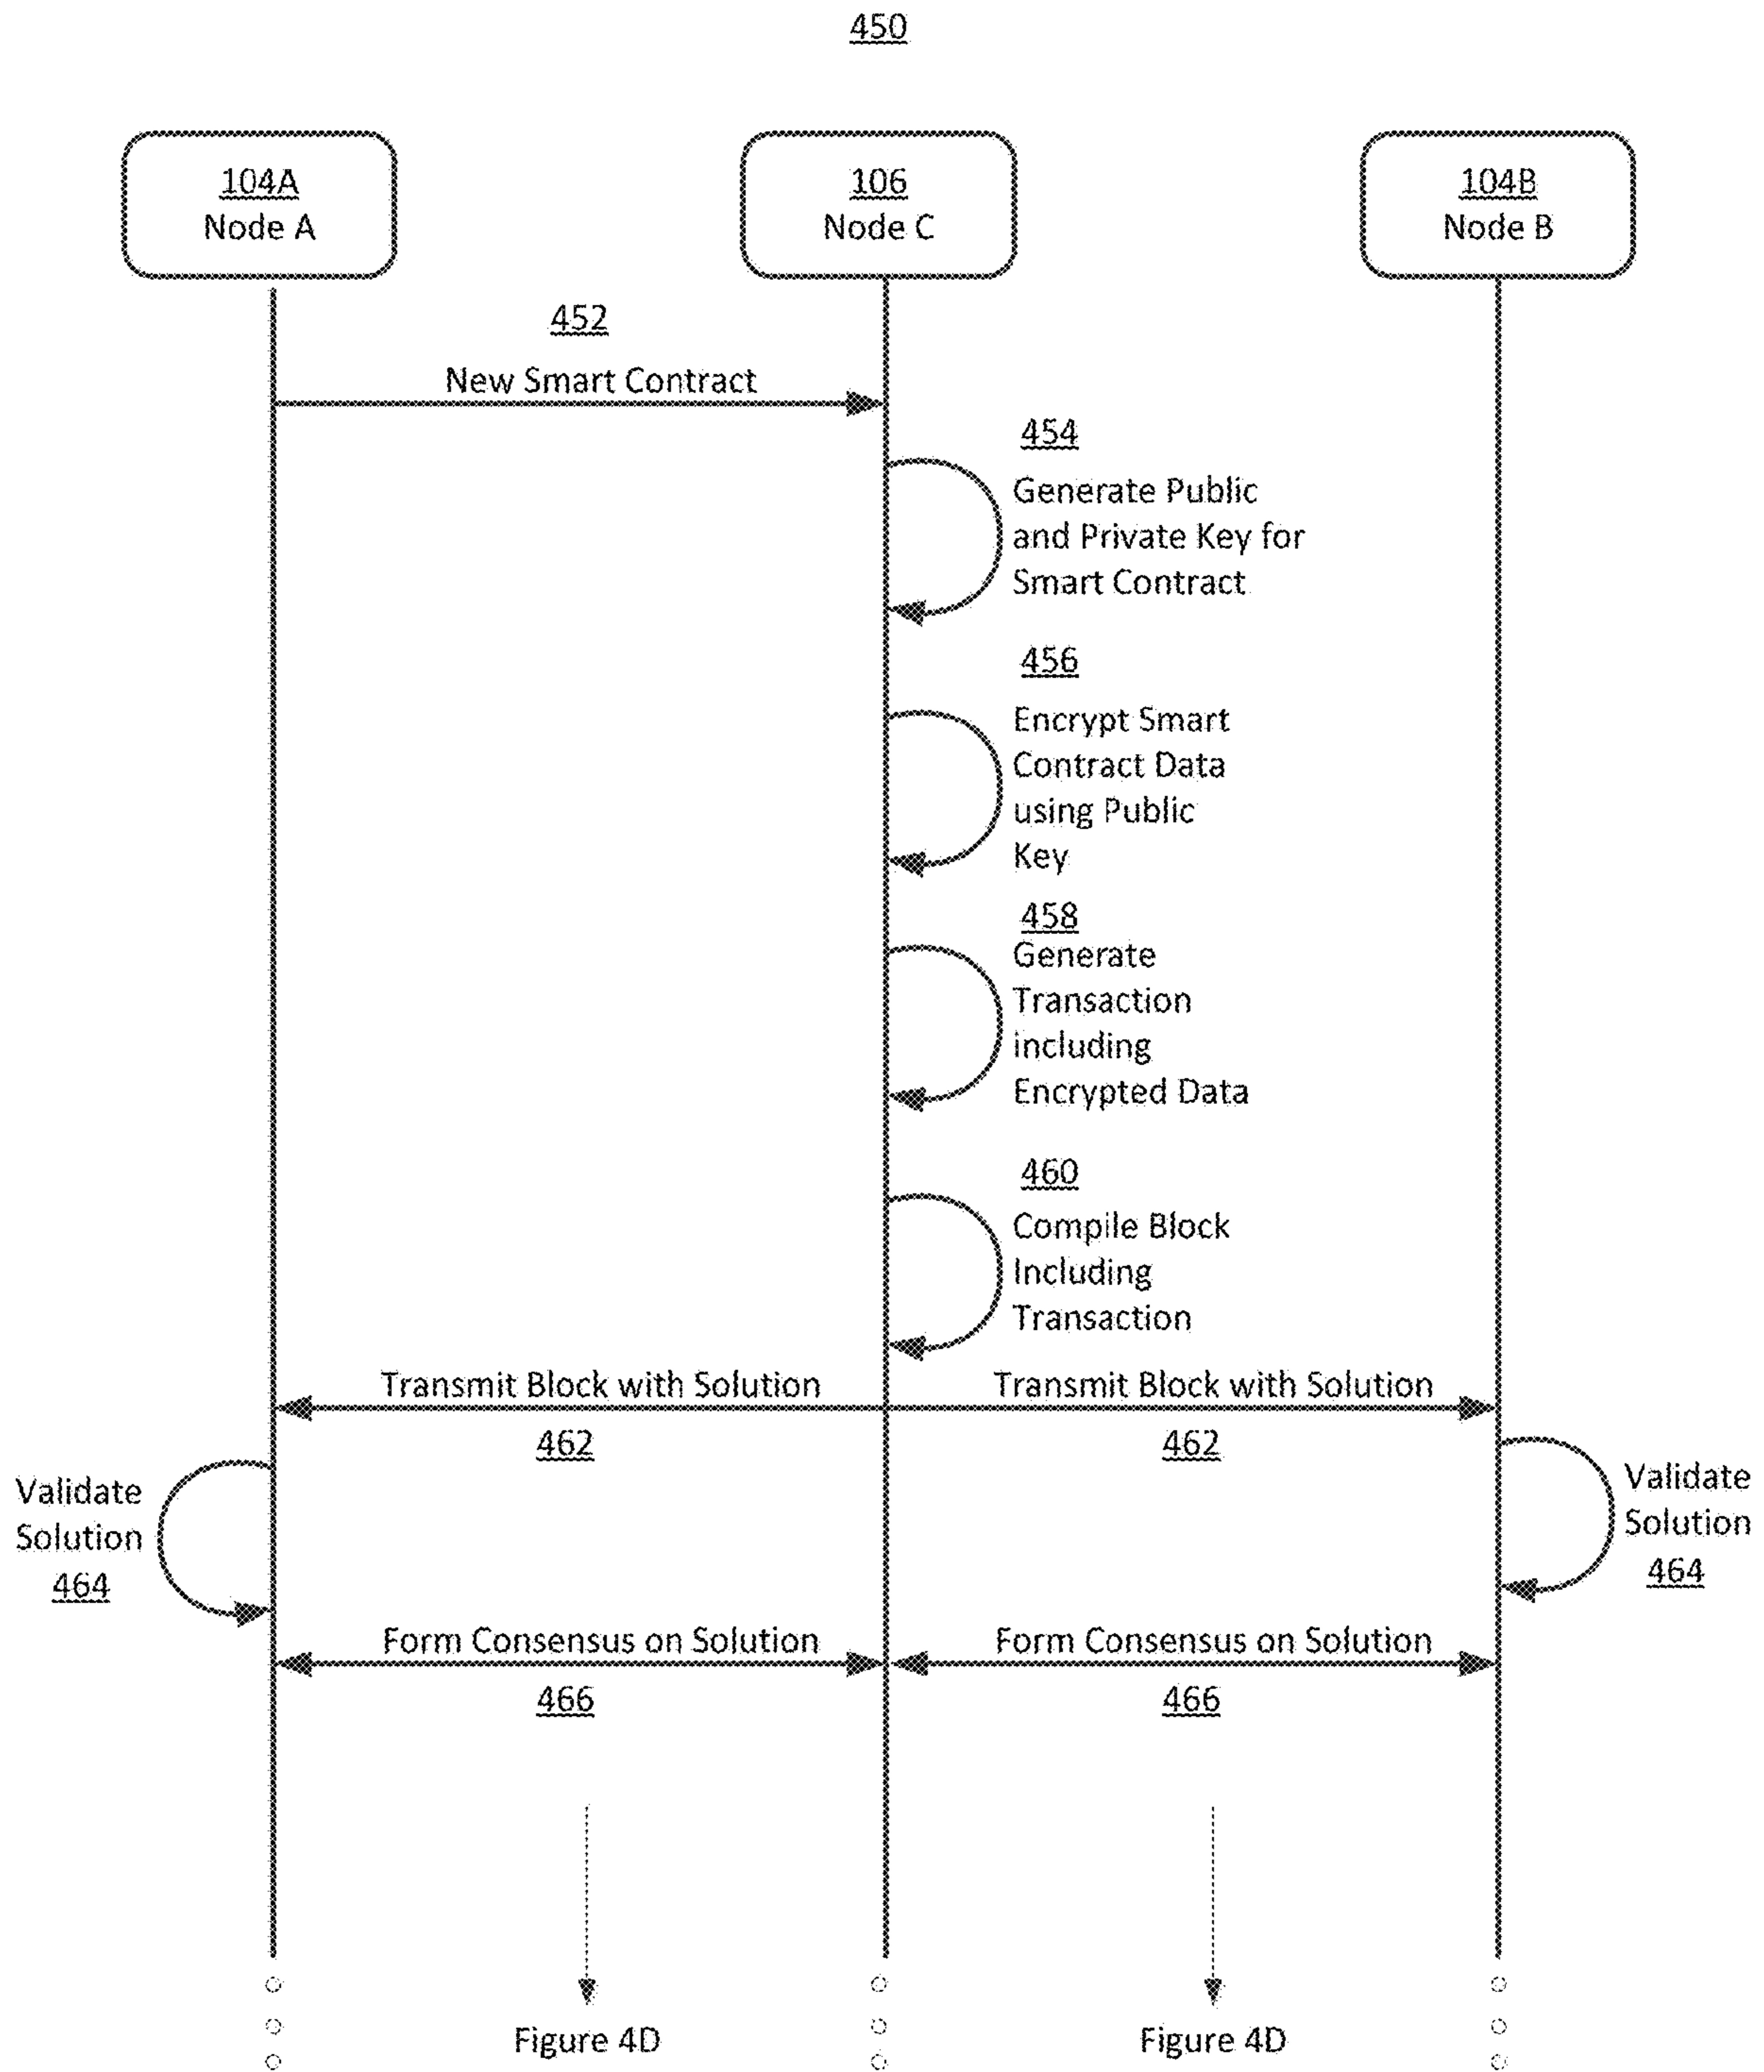 450
104A
Node A
106
Node C
104B
Node B
452
New Smart Contract
454
Generate Public
and Private Key for
Smart Contract
456
Encrypt Smart
Contract Data
using Public
Key
458
Generate
Transaction
including
Encrypted Data
460
Compile Block
Including
Transaction
Transmit Block with Solution
462
Transmit Block with Solution
462
Validate
Solution
464
Validate
Solution
464
Form Consensus on Solution
466
Form Consensus on Solution
466
Figure 4D
Figure 4D